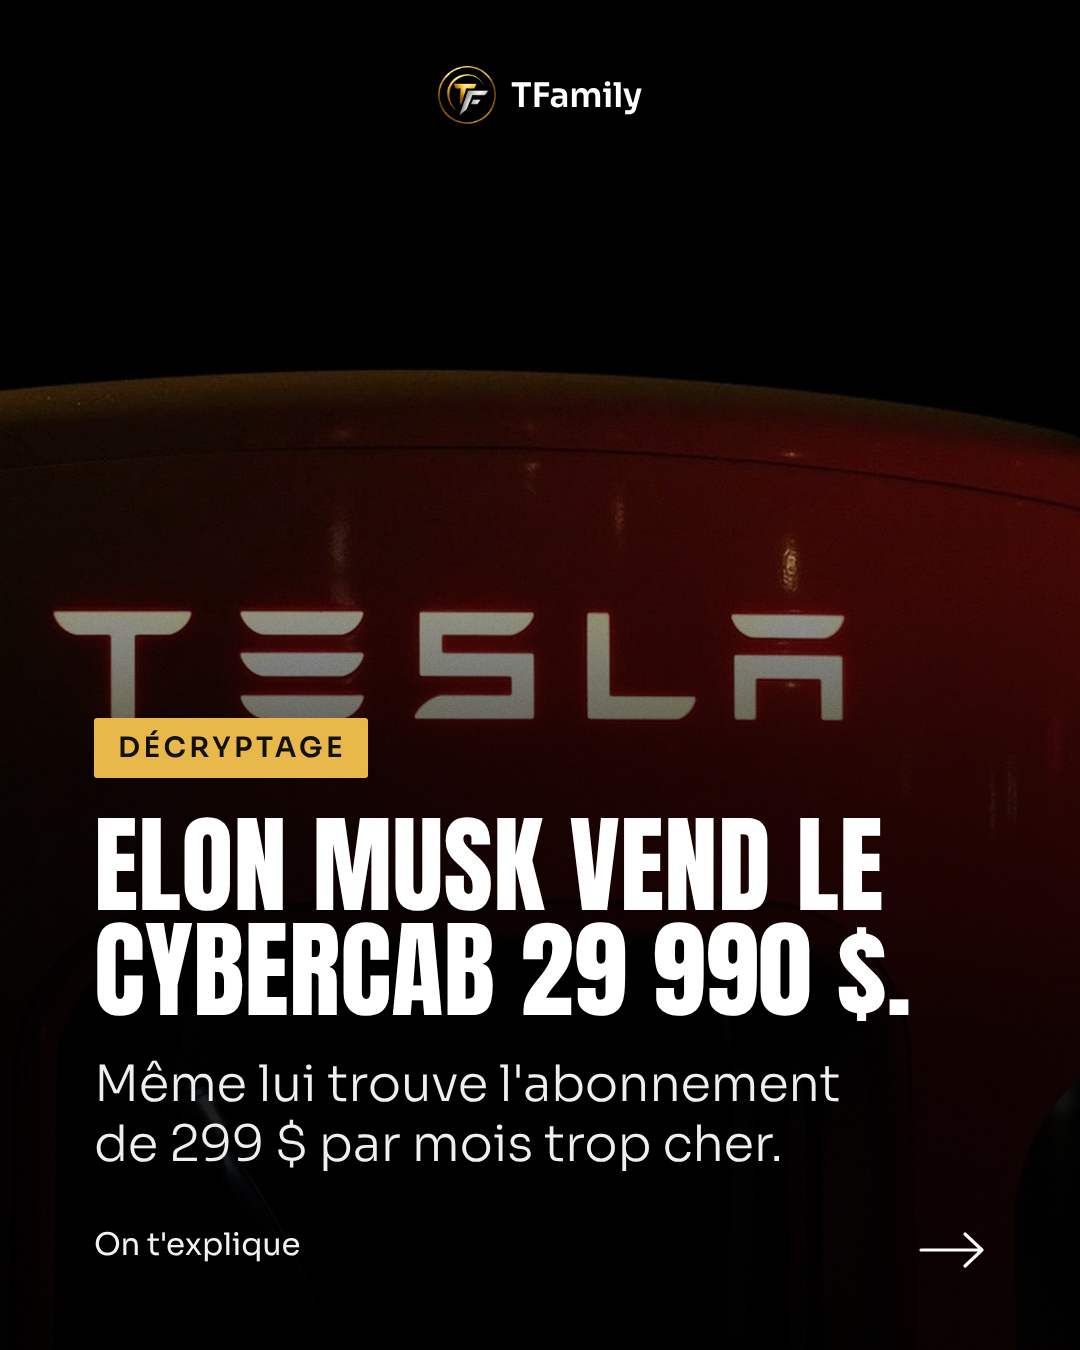 TFamily
TESLA
DÉCRYPTAGE
ELON MUSK VEND LE
CYBERCAB 29 990 $.
Même lui trouve l'abonnement
de 299 $ par mois trop cher.
On t'explique